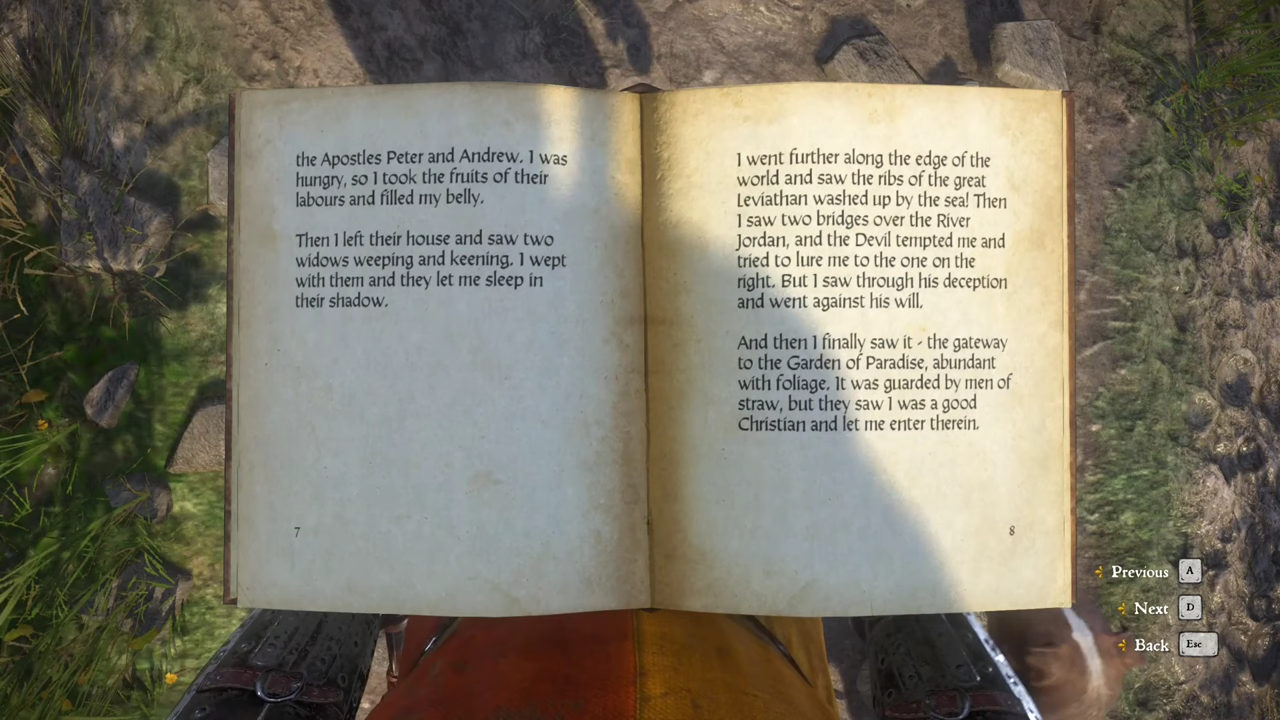 the Apostles Peter and Andrew. I was
hungry, so I took the fruits of their
labours and filled my belly.
Then I left their house and saw two
widows weeping and keening. I wept
with them and they let me sleep in
their shadow.
7
I went further along the edge of the
world and saw the ribs of the great
Leviathan washed up by the sea! Then
I saw two bridges over the River
Jordan, and the Devil tempted me and
tried to lure me to the one on the
right. But I saw through his deception
and went against his will.
And then I finally saw it - the gateway
to the Garden of Paradise, abundant
with foliage. It was guarded by men of
straw, but they saw I was a good
Christian and let me enter therein.
8
Previous A
Next D
Back Esc